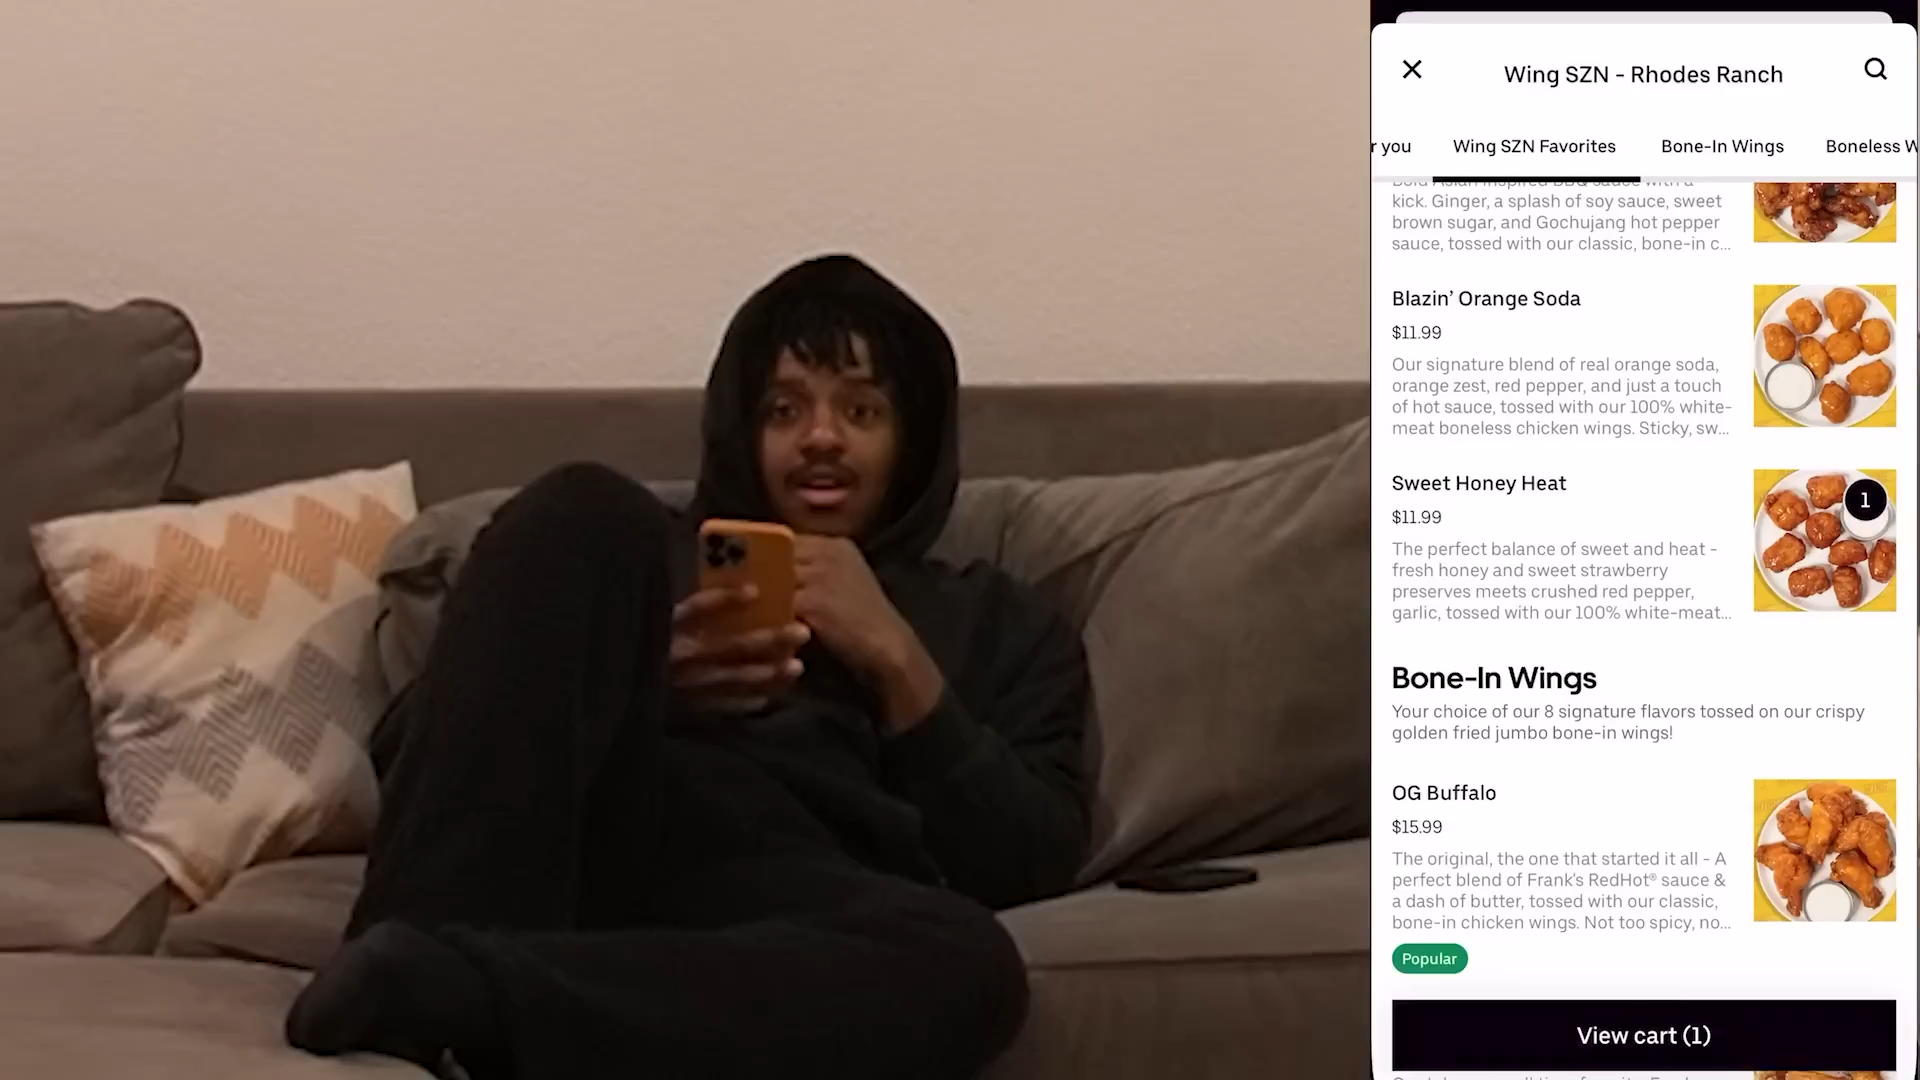 Wing SZN - Rhodes Ranch
r you
Wing SZN Favorites
Bone-In Wings
Boneless W
Bold Asian inspired BBQ sauce with a
kick. Ginger, a splash of soy sauce, sweet
brown sugar, and Gochujang hot pepper
sauce, tossed with our classic, bone-in c...
Blazin’ Orange Soda
$11.99
Our signature blend of real orange soda,
orange zest, red pepper, and just a touch
of hot sauce, tossed with our 100% white-
meat boneless chicken wings. Sticky, sw...
Sweet Honey Heat
1
$11.99
The perfect balance of sweet and heat -
fresh honey and sweet strawberry
preserves meets crushed red pepper,
garlic, tossed with our 100% white-meat...
Bone-In Wings
Your choice of our 8 signature flavors tossed on our crispy
golden fried jumbo bone-in wings!
OG Buffalo
$15.99
The original, the one that started it all - A
perfect blend of Frank's RedHot® sauce &
a dash of butter, tossed with our classic,
bone-in chicken wings. Not too spicy, no...
Popular
View cart (1)